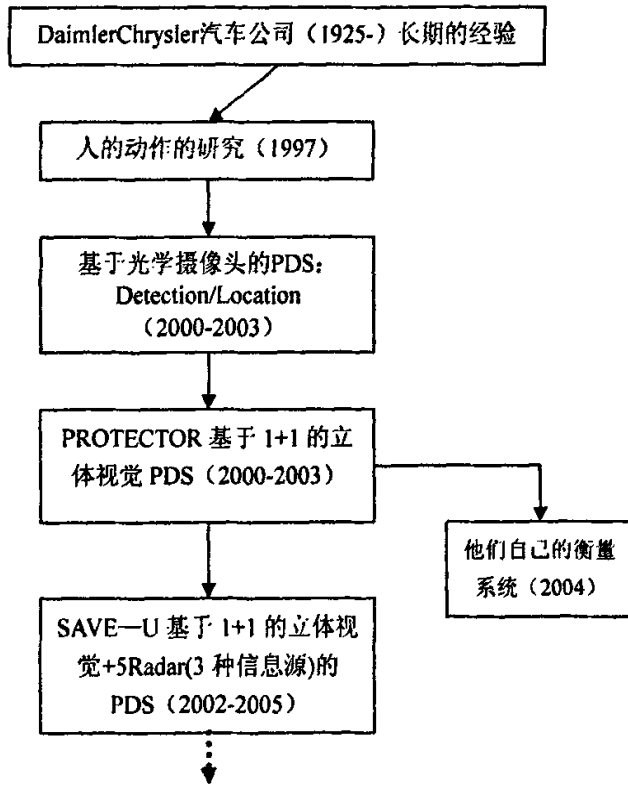 DaimlerChrysler汽车公司（1925-）长期的经验
人的动作的研究（1997）
基于光学摄像头的PDS：
Detection/Location
（2000-2003）
PROTECTOR 基于 1+1 的立
体视觉 PDS（2000-2003）
他们自己的衡量
系统（2004）
SAVE—U 基于 1+1 的立体视
觉+5Radar(3 种信息源)的
PDS（2002-2005）